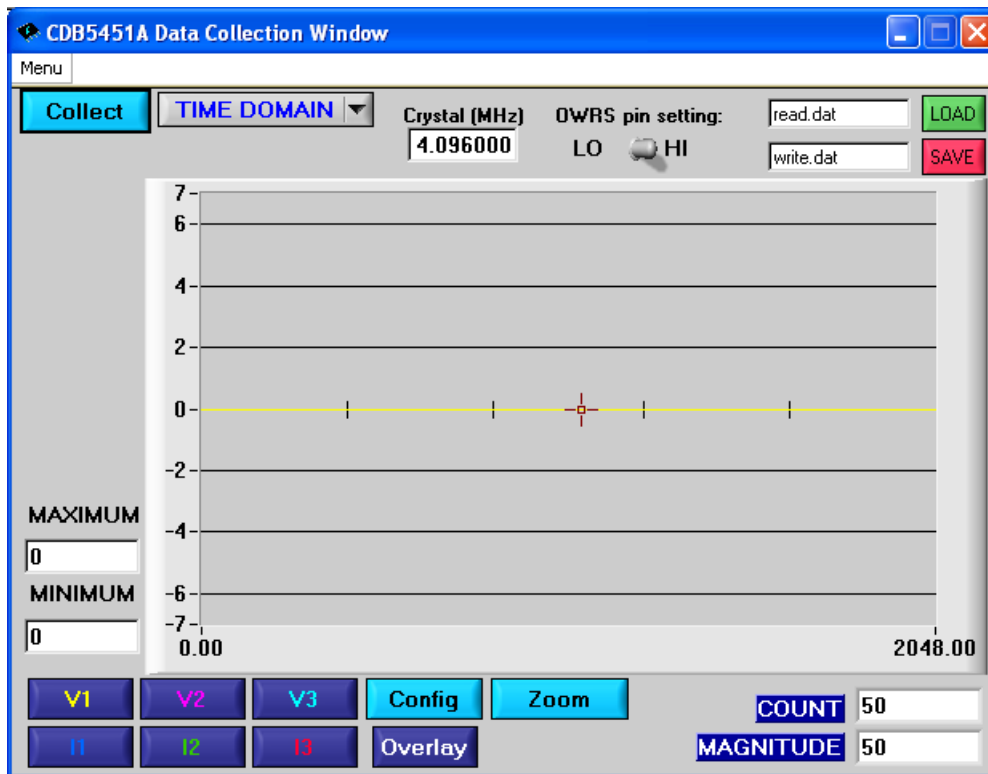 CDB5451A Data Collection Window
Menu
Collect
TIME DOMAIN
Crystal (MHz)
4.096000
OWRS pin setting:
LO HI
read.dat
LOAD
write.dat
SAVE
7
6
4
2
0
-2
-4
-6
-7
0.00 2048.00
MAXIMUM
0
MINIMUM
0
V1 V2 V3 Config Zoom
I1 I2 I3 Overlay
COUNT 50
MAGNITUDE 50